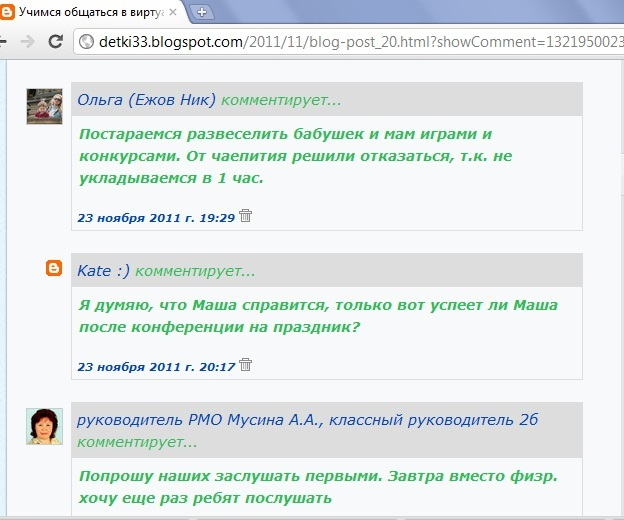 Учимся общаться в виртуа
detki33.blogspot.com/2011/11/blog-post_20.html?showComment=1321950023
Ольга (Ежов Ник) комментирует...
Постараемся развеселить бабушек и мам играми и
конкурсами. От чаепития решили отказаться, т.к. не
укладываемся в 1 час.
23 ноября 2011 г. 19:29
Kate :) комментирует...
Я думяю, что Маша справится, только вот успеет ли Маша
после конференции на праздник?
23 ноября 2011 г. 20:17
руководитель РМО Мусина А.А., классный руководитель 2б
комментирует...
Попрошу наших заслушать первыми. Завтра вместо физр.
хочу еще раз ребят послушать